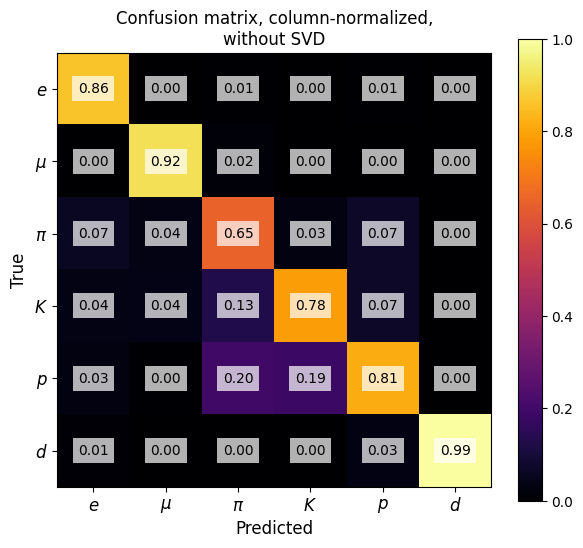 Confusion matrix, column-normalized,
without SVD
e 0.86 0.00 0.01 0.00 0.01 0.00
μ 0.00 0.92 0.02 0.00 0.00 0.00
π 0.07 0.04 0.65 0.03 0.07 0.00
K 0.04 0.04 0.13 0.78 0.07 0.00
p 0.03 0.00 0.20 0.19 0.81 0.00
d 0.01 0.00 0.00 0.00 0.03 0.99
e μ π K p d
True
Predicted
1.0
0.8
0.6
0.4
0.2
0.0